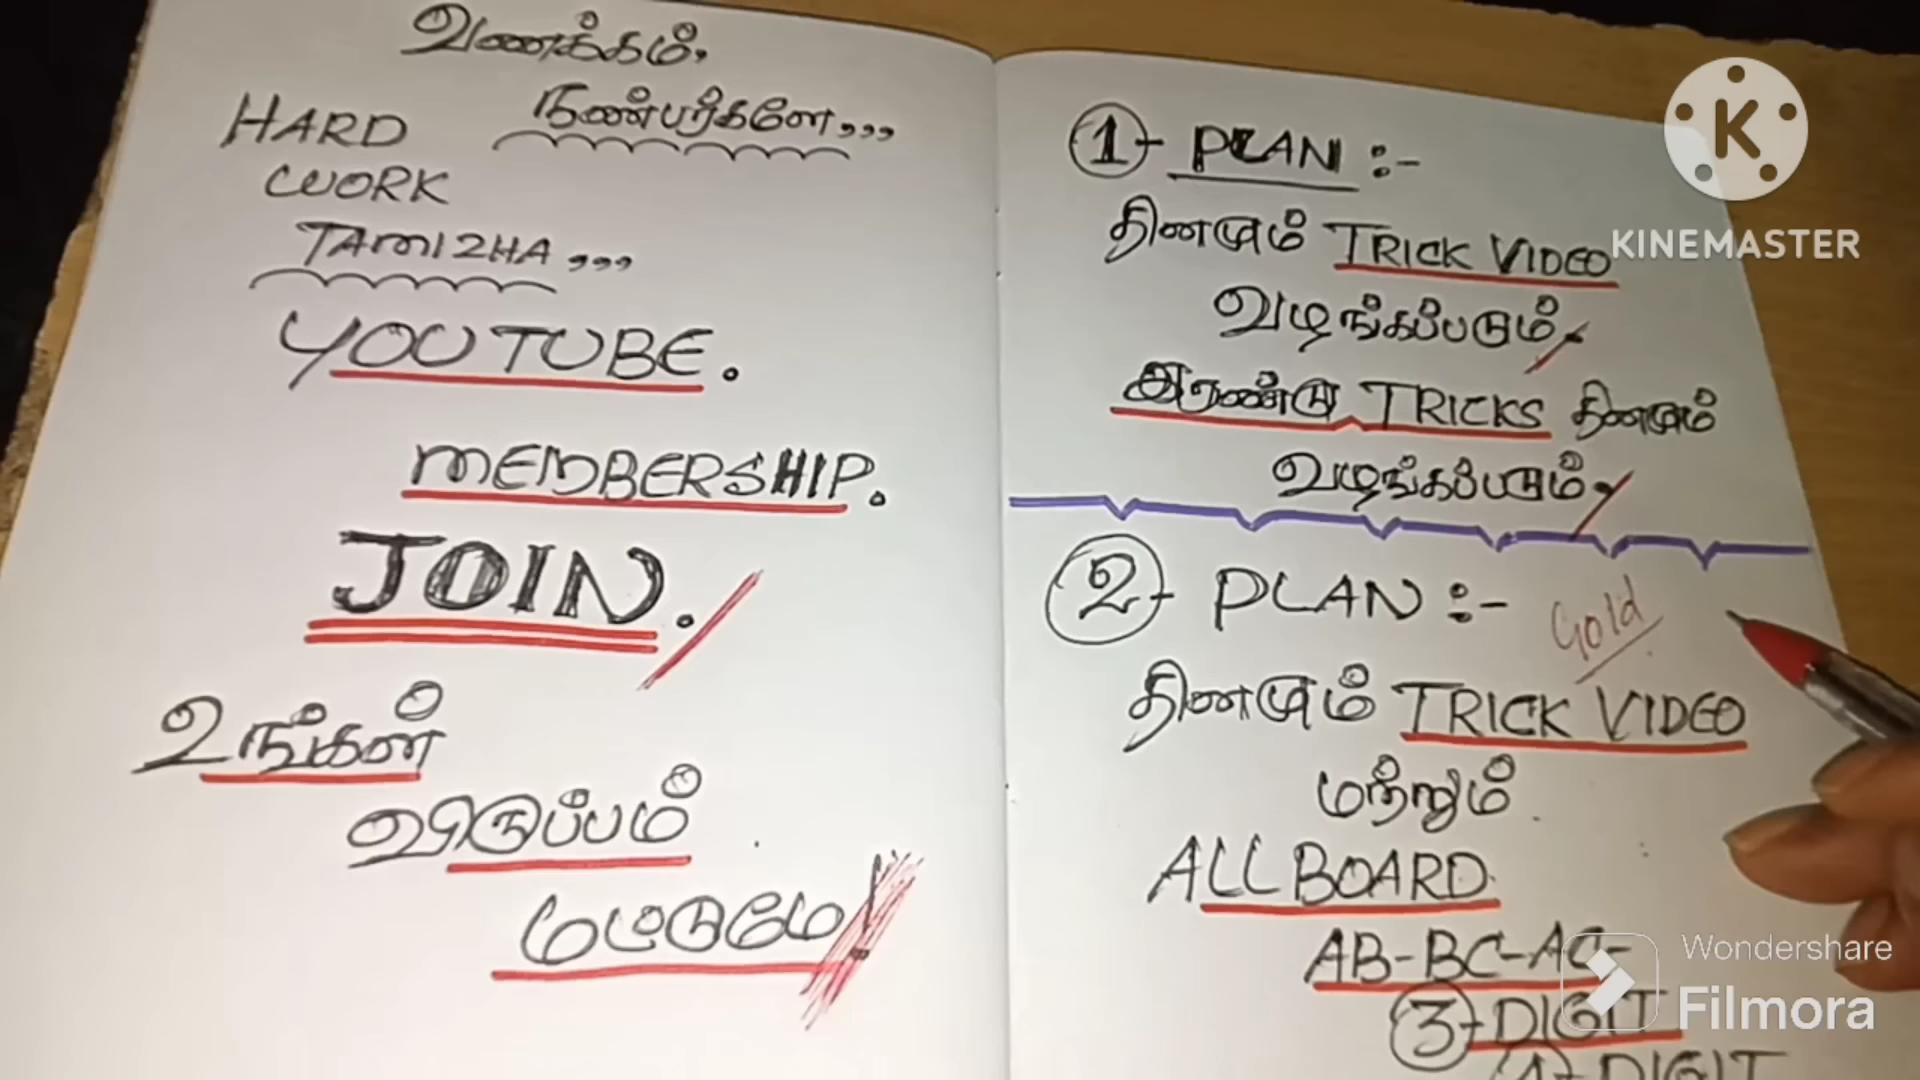 வணக்கம்,
நண்பர்களே,,,
HARD
WORK
TAMIZHA,,,
YOUTUBE.
MEMBERSHIP.
JOIN.
உங்கள்
விருப்பம்
மட்டுமே!
1- PLAN :-
தினமும் TRICK VIDEO
வழங்கப்படும்.
இரண்டு TRICKS தினமும்
வழங்கப்படும்.
2- PLAN :- Gold
தினமும் TRICK VIDEO
மற்றும்
ALL BOARD
AB-BC-AC-
3-DIGIT
4-DIGIT
K
KINEMASTER
Wondershare
Filmora